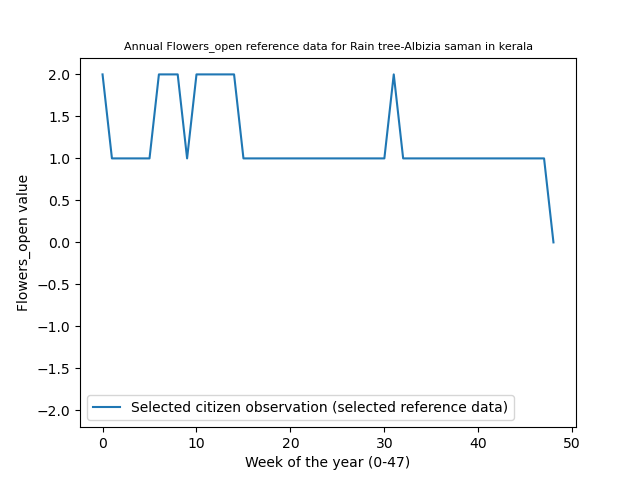 Annual Flowers_open reference data for Rain tree-Albizia saman in kerala
2.0
1.5
1.0
0.5
0.0
−0.5
−1.0
−1.5
−2.0
Flowers_open value
Selected citizen observation (selected reference data)
0 10 20 30 40 50
Week of the year (0-47)